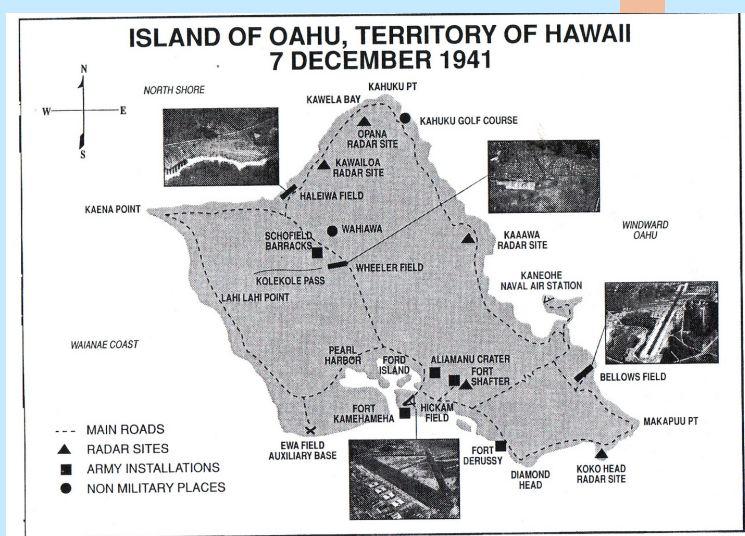 ISLAND OF OAHU, TERRITORY OF HAWAII
7 DECEMBER 1941
N
W
E
S
NORTH SHORE
KAHUKU PT
KAWELA BAY
KAHUKU GOLF COURSE
OPANA
RADAR SITE
KAWAILOA
RADAR SITE
HALEIWA FIELD
KAENA POINT
SCHOFIELD
BARRACKS
WAHIAWA
KAAAWA
RADAR SITE
WINDWARD
OAHU
WHEELER FIELD
KOLEKOLE PASS
KANEOHE
NAVAL AIR STATION
LAHI LAHI POINT
WAIANAE COAST
PEARL
HARBOR
FORD
ISLAND
ALIAMANU CRATER
FORT
SHAFTER
BELLOWS FIELD
FORT
KAMEHAMEHA
HICKAM
FIELD
MAKAPUU PT
EWA FIELD
AUXILIARY BASE
FORT
DERUSSY
DIAMOND
HEAD
KOKO HEAD
RADAR SITE
MAIN ROADS
RADAR SITES
ARMY INSTALLATIONS
NON MILITARY PLACES